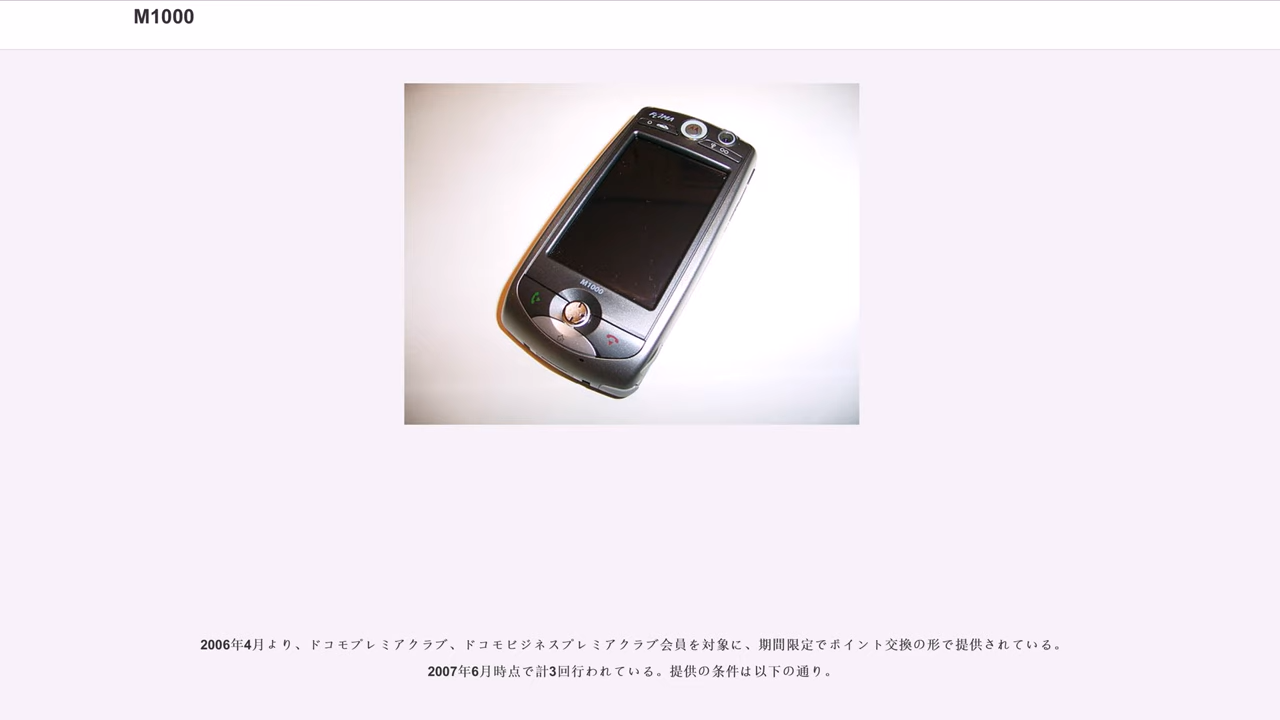 M1000
FOMA
M1000
2006年4月より、ドコモプレミアクラブ、ドコモビジネスプレミアクラブ会員を対象に、期間限定でポイント交換の形で提供されている。
2007年6月時点で計3回行われている。提供の条件は以下の通り。